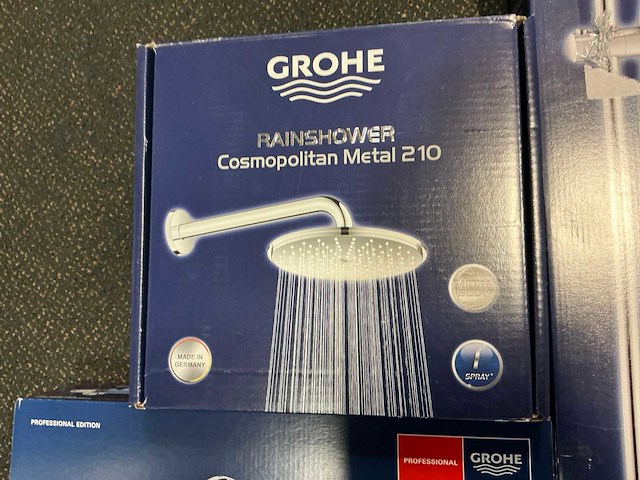 GROHE
RAINSHOWER
Cosmopolitan Metal 210
MADE IN
GERMANY
SPRAY*
PROFESSIONAL EDITION
PROFESSIONAL
GROHE